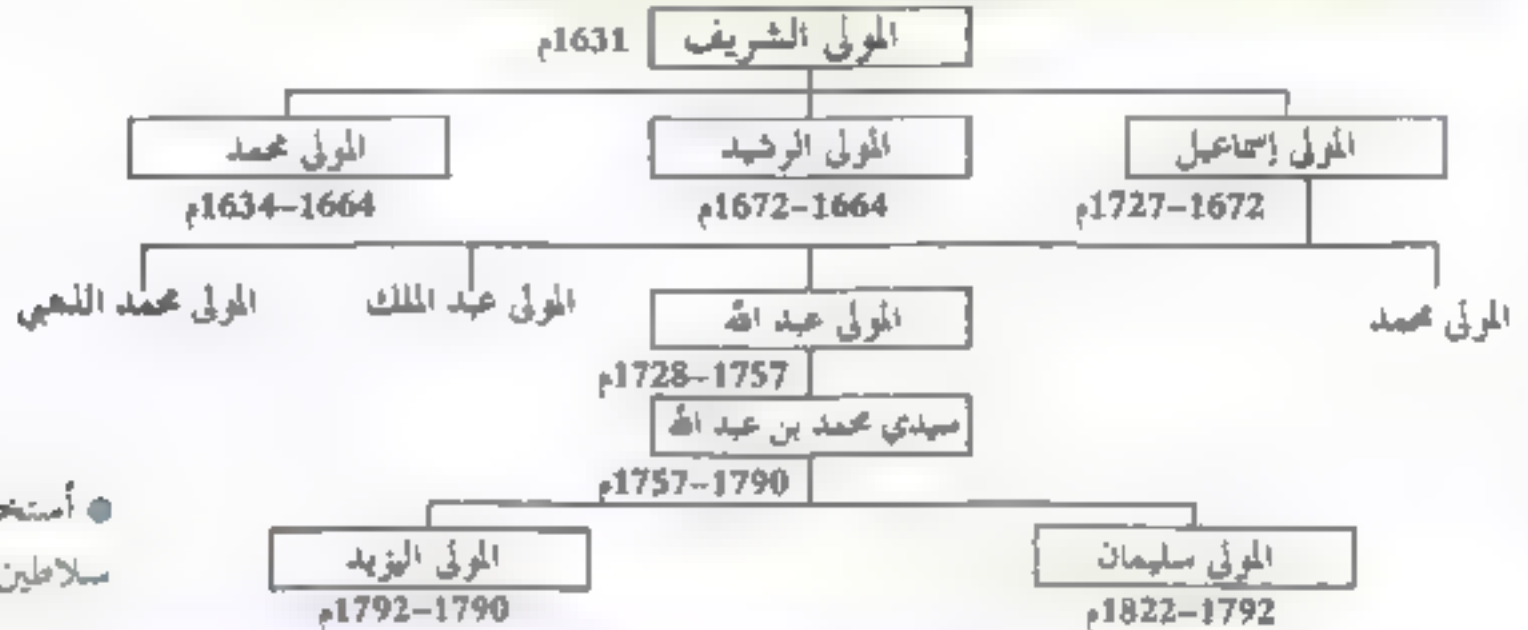 المولى الشريف 1631م
المولى إسماعيل
المولى الرشيد
المولى محمد
1727-1672م
1672-1664م
1634-1664م
المولى محمد
المولى عبد الله
المولى عبد الملك
المولى محمد الذهبي
1728-1757م
سيدي محمد بن عبد الله
1757-1790م
المولى سليمان
المولى اليزيد
1822-1792م
1792-1790م
سلاطين